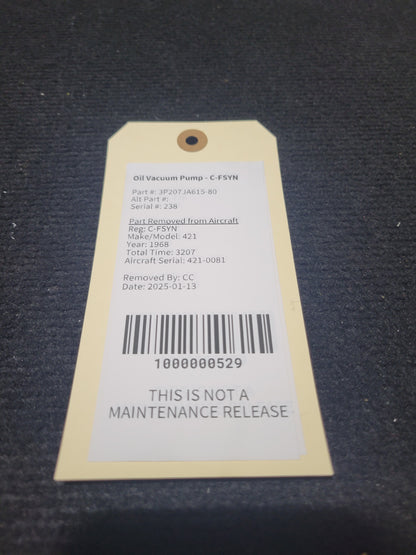 Oil Vacuum Pump - C-FSYN
Part #: 3P207JA615-80
Alt Part #:
Serial #: 238
Part Removed from Aircraft
Reg: C-FSYN
Make/Model: 421
Year: 1968
Total Time: 3207
Aircraft Serial: 421-0081
Removed By: CC
Date: 2025-01-13
1000000529
THIS IS NOT A
MAINTENANCE RELEASE